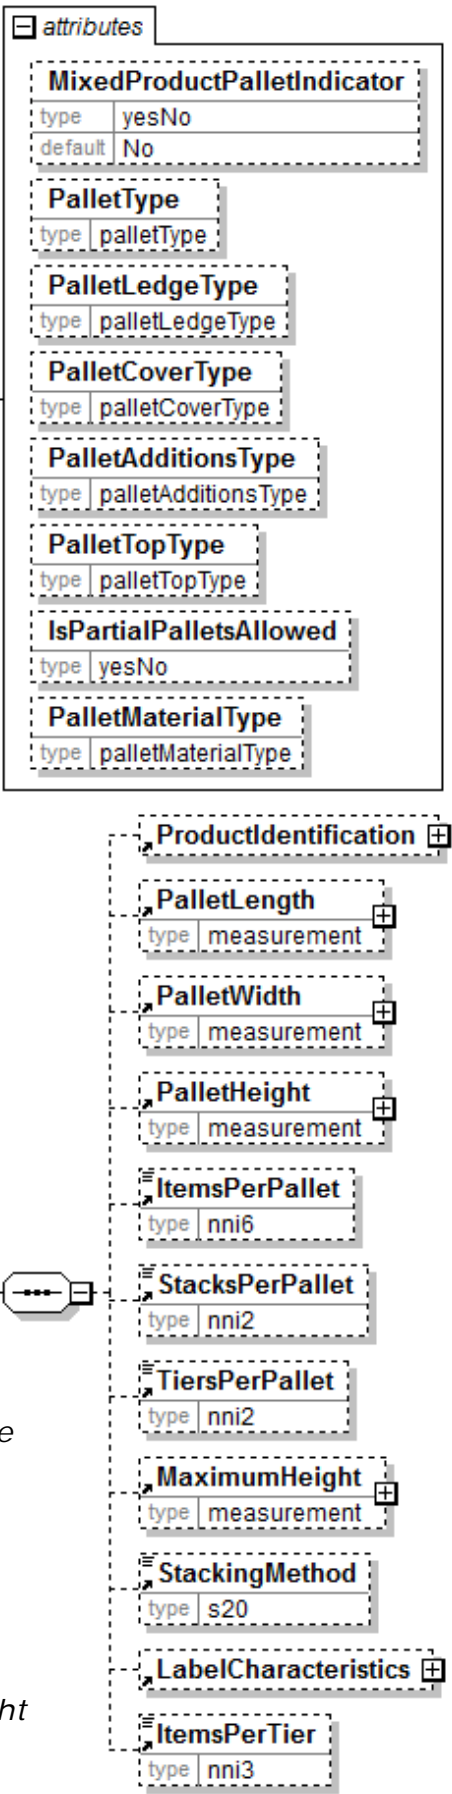 attributes
MixedProductPalletIndicator
type yesNo
default No
PalletType
type palletType
PalletLedgeType
type palletLedgeType
PalletCoverType
type palletCoverType
PalletAdditionsType
type palletAdditionsType
PalletTopType
type palletTopType
IsPartialPalletsAllowed
type yesNo
PalletMaterialType
type palletMaterialType
ProductIdentification
PalletLength
type measurement
PalletWidth
type measurement
PalletHeight
type measurement
ItemsPerPallet
type nni6
StacksPerPallet
type nni2
TiersPerPallet
type nni2
e
MaximumHeight
type measurement
StackingMethod
type s20
LabelCharacteristics
ht
ItemsPerTier
type nni3